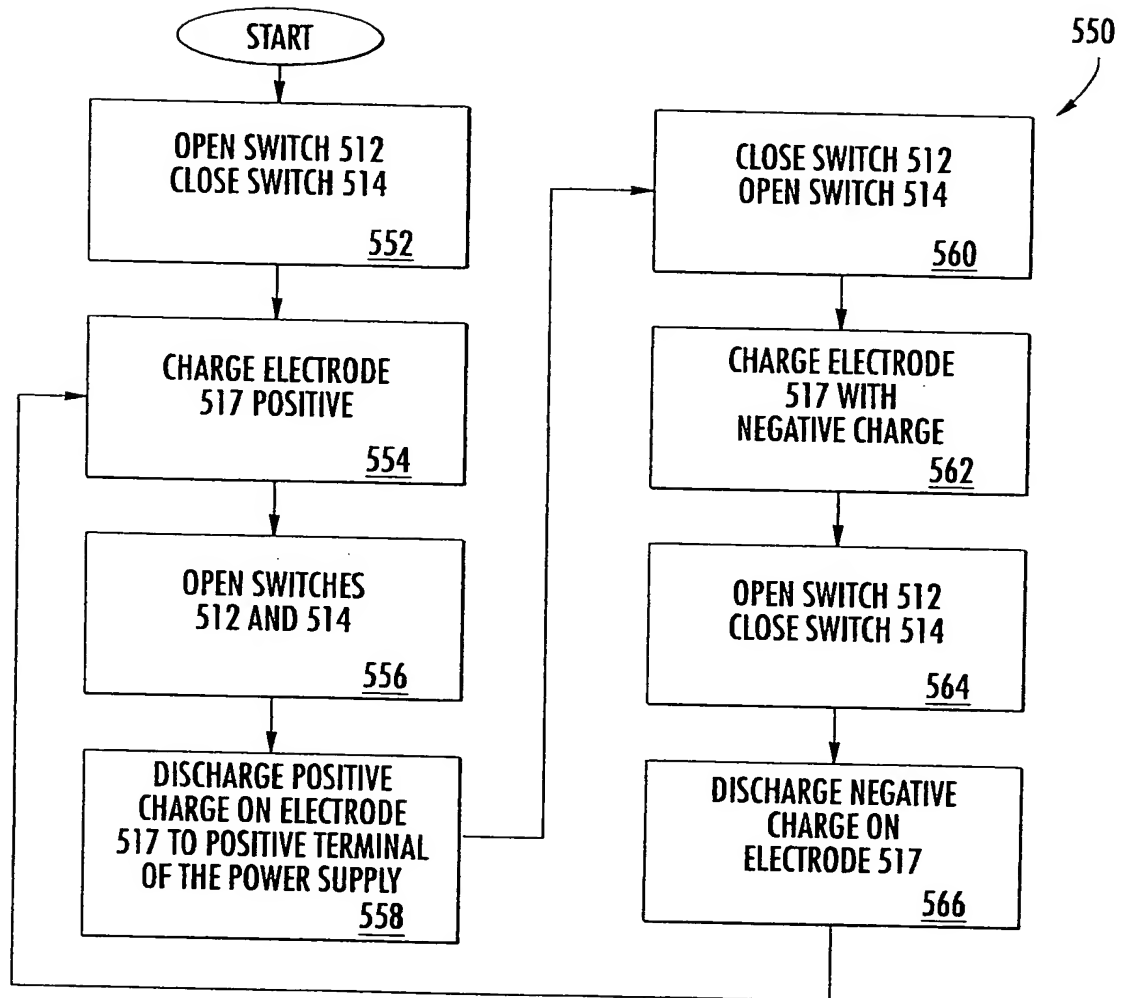 START
550
OPEN SWITCH 512
CLOSE SWITCH 514
552
CHARGE ELECTRODE
517 POSITIVE
554
OPEN SWITCHES
512 AND 514
556
DISCHARGE POSITIVE
CHARGE ON ELECTRODE
517 TO POSITIVE TERMINAL
OF THE POWER SUPPLY
558
CLOSE SWITCH 512
OPEN SWITCH 514
560
CHARGE ELECTRODE
517 WITH
NEGATIVE CHARGE
562
OPEN SWITCH 512
CLOSE SWITCH 514
564
DISCHARGE NEGATIVE
CHARGE ON
ELECTRODE 517
566